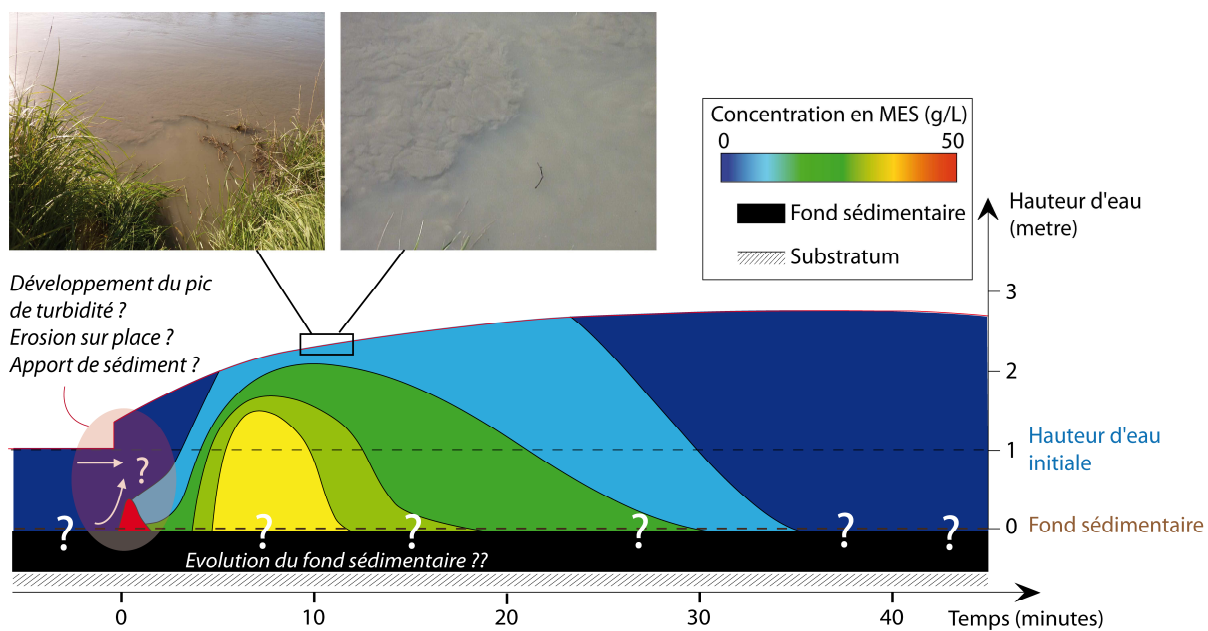 Concentration en MES (g/L)
0 50
Fond sédimentaire
Substratum
Hauteur d'eau
(metre)
Développement du pic
de turbidité ?
Erosion sur place ?
Apport de sédiment ?
3
2
1
Hauteur d'eau
initiale
0
Fond sédimentaire
?
?
?
?
?
?
?
Evolution du fond sédimentaire ??
0 10 20 30 40
Temps (minutes)